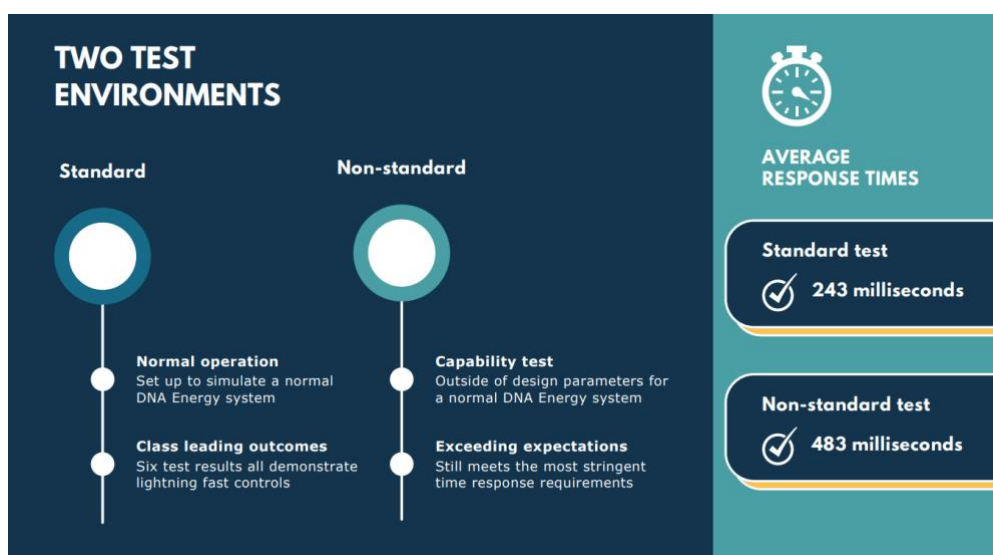 TWO TEST
ENVIRONMENTS
Standard
Normal operation
Set up to simulate a normal
DNA Energy system
Class leading outcomes
Six test results all demonstrate
lightning fast controls
Non-standard
Capability test
Outside of design parameters for
a normal DNA Energy system
Exceeding expectations
Still meets the most stringent
time response requirements
AVERAGE
RESPONSE TIMES
Standard test
243 milliseconds
Non-standard test
483 milliseconds